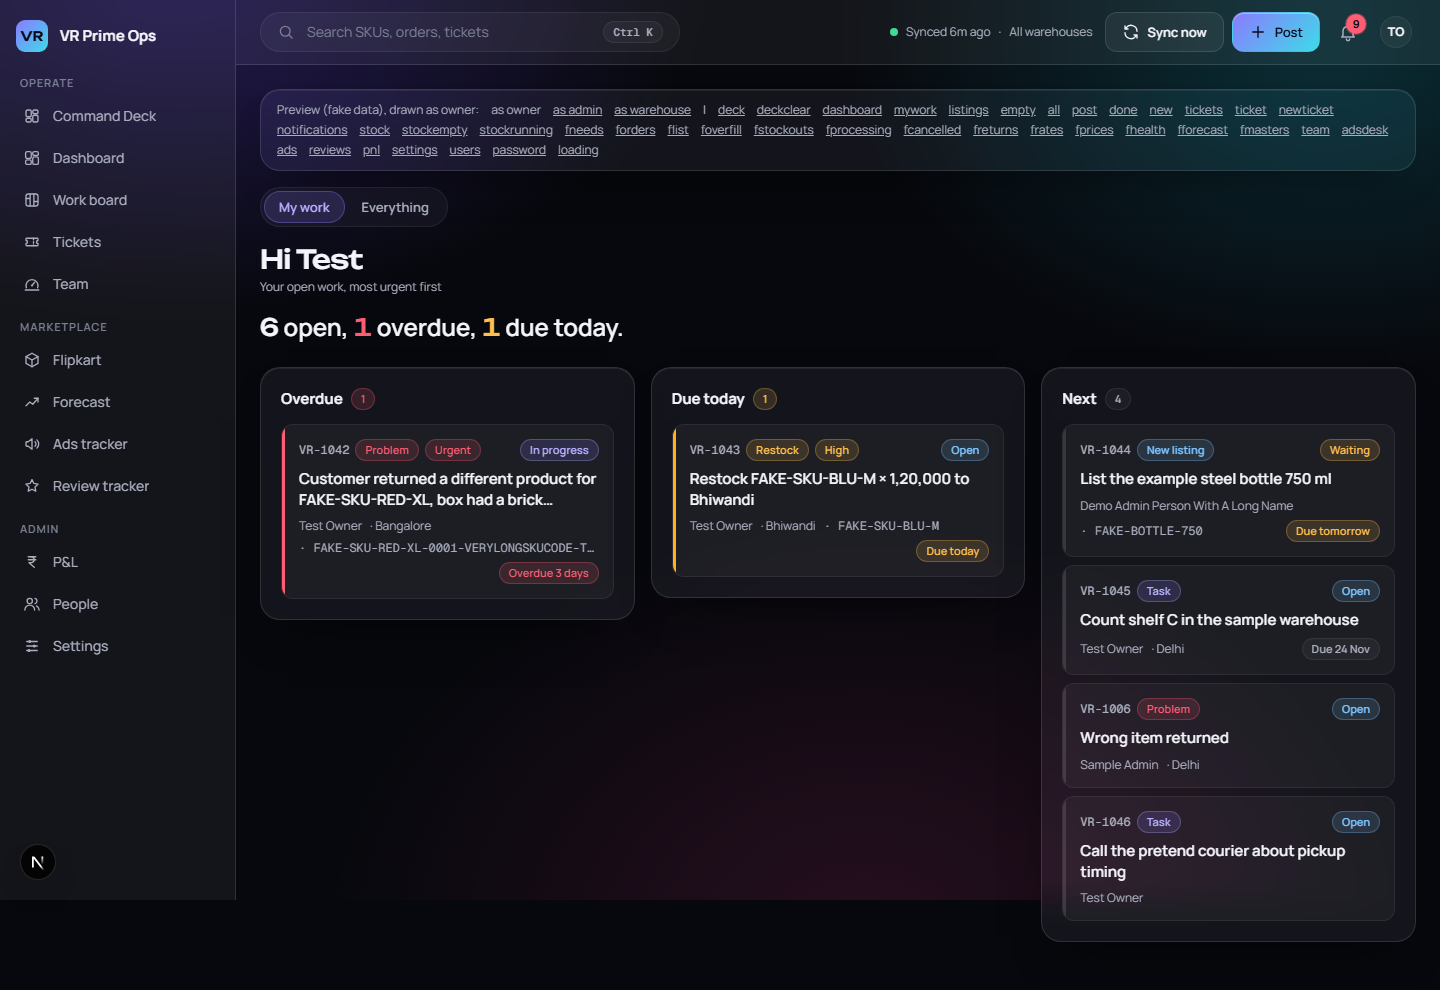 VR
VR Prime Ops
OPERATE
Command Deck
Dashboard
Work board
Tickets
Team
MARKETPLACE
Flipkart
Forecast
Ads tracker
Review tracker
ADMIN
P&L
People
Settings
N
Search SKUs, orders, tickets
Ctrl K
Synced 6m ago · All warehouses
Sync now
+ Post
9
TO
Preview (fake data), drawn as owner: as owner as admin as warehouse | deck deckclear dashboard mywork listings empty all post done new tickets ticket newticket
notifications stock stockempty stockrunning fneeds forders flist foverfill fstockouts fprocessing fcancelled freturns frates fprices fhealth fforecast fmasters team adsdesk
ads reviews pnl settings users password loading
My work Everything
Hi Test
Your open work, most urgent first
6 open, 1 overdue, 1 due today.
Overdue 1
VR-1042 Problem Urgent In progress
Customer returned a different product for
FAKE-SKU-RED-XL, box had a brick…
Test Owner · Bangalore
· FAKE-SKU-RED-XL-0001-VERYLONGSKUCODE-T…
Overdue 3 days
Due today 1
VR-1043 Restock High Open
Restock FAKE-SKU-BLU-M × 1,20,000 to
Bhiwandi
Test Owner · Bhiwandi · FAKE-SKU-BLU-M
Due today
Next 4
VR-1044 New listing Waiting
List the example steel bottle 750 ml
Demo Admin Person With A Long Name
· FAKE-BOTTLE-750 Due tomorrow
VR-1045 Task Open
Count shelf C in the sample warehouse
Test Owner · Delhi Due 24 Nov
VR-1006 Problem Open
Wrong item returned
Sample Admin · Delhi
VR-1046 Task Open
Call the pretend courier about pickup
timing
Test Owner